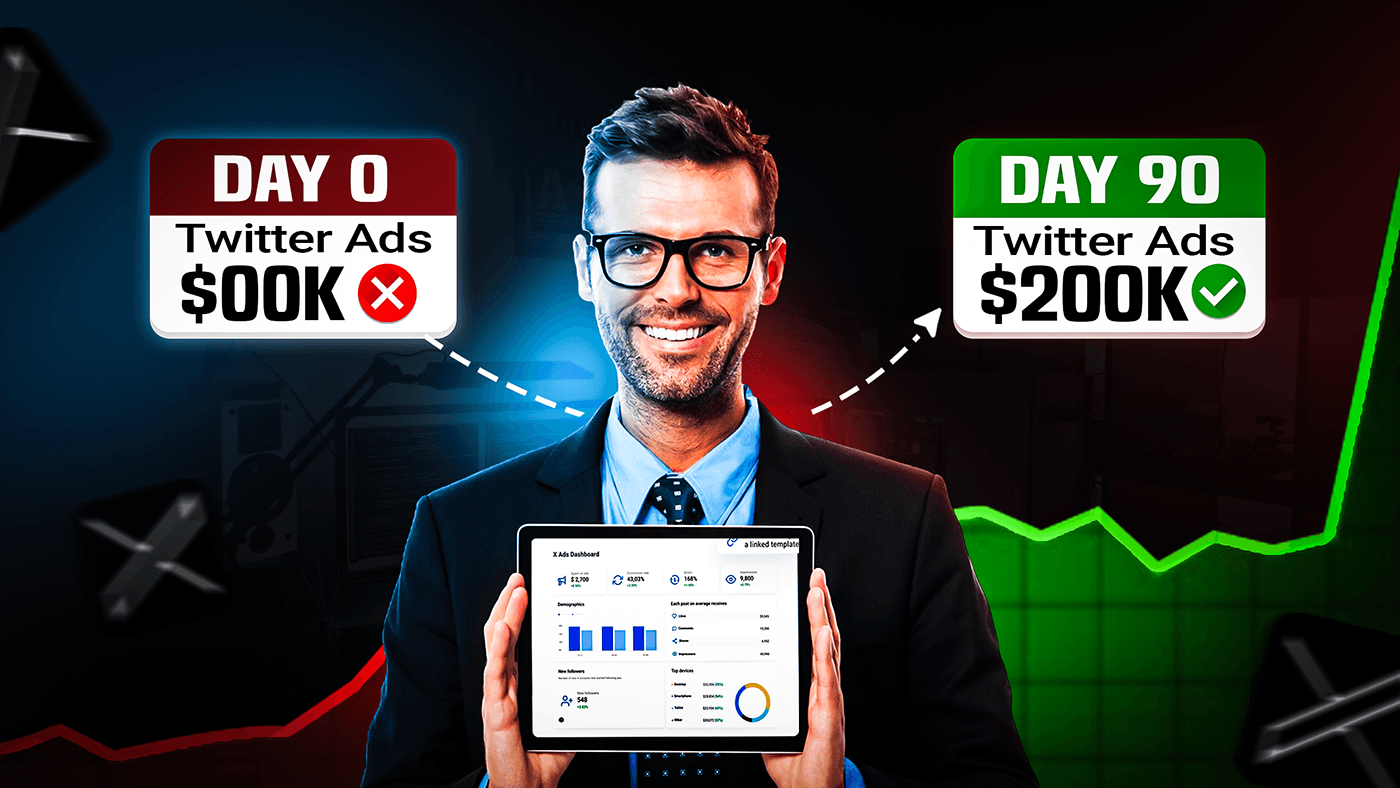 DAY 0
Twitter Ads
$00K
DAY 90
Twitter Ads
$200K
a linked template
X Ads Dashboard
$ 2,700
43,03%
168%
9,800
Demographics
Each post on average receives
Likes
Comments
Shares
Impressions
New followers
New followers
548
Top devices
Desktop
Smartphone
Tablet
Other